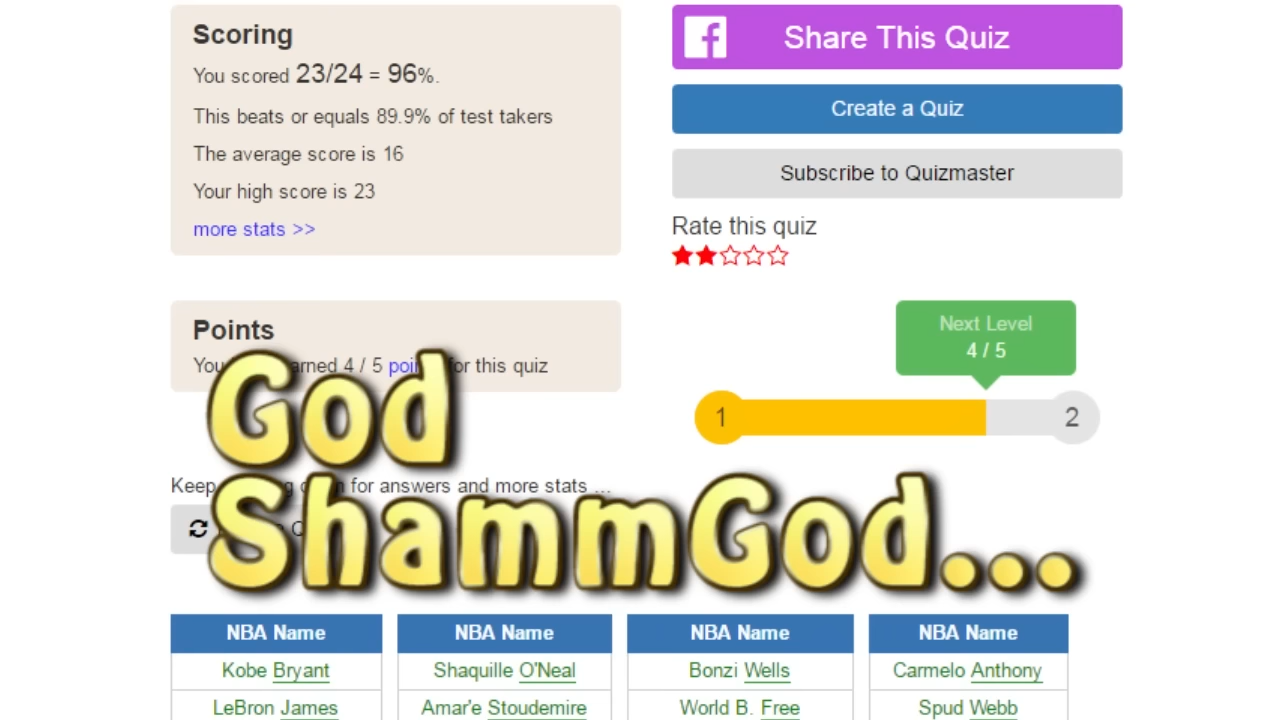 Scoring
You scored 23/24 = 96%.
This beats or equals 89.9% of test takers
The average score is 16
Your high score is 23
more stats >>
Share This Quiz
Create a Quiz
Subscribe to Quizmaster
Rate this quiz
Points
earned 4 / 5 for this quiz
Next Level
4 / 5
1
2
Keep for answers and more stats ...
God
ShammGod...
NBA Name
NBA Name
NBA Name
NBA Name
Kobe Bryant
Shaquille O'Neal
Bonzi Wells
Carmelo Anthony
LeBron James
Amar'e Stoudemire
World B. Free
Spud Webb